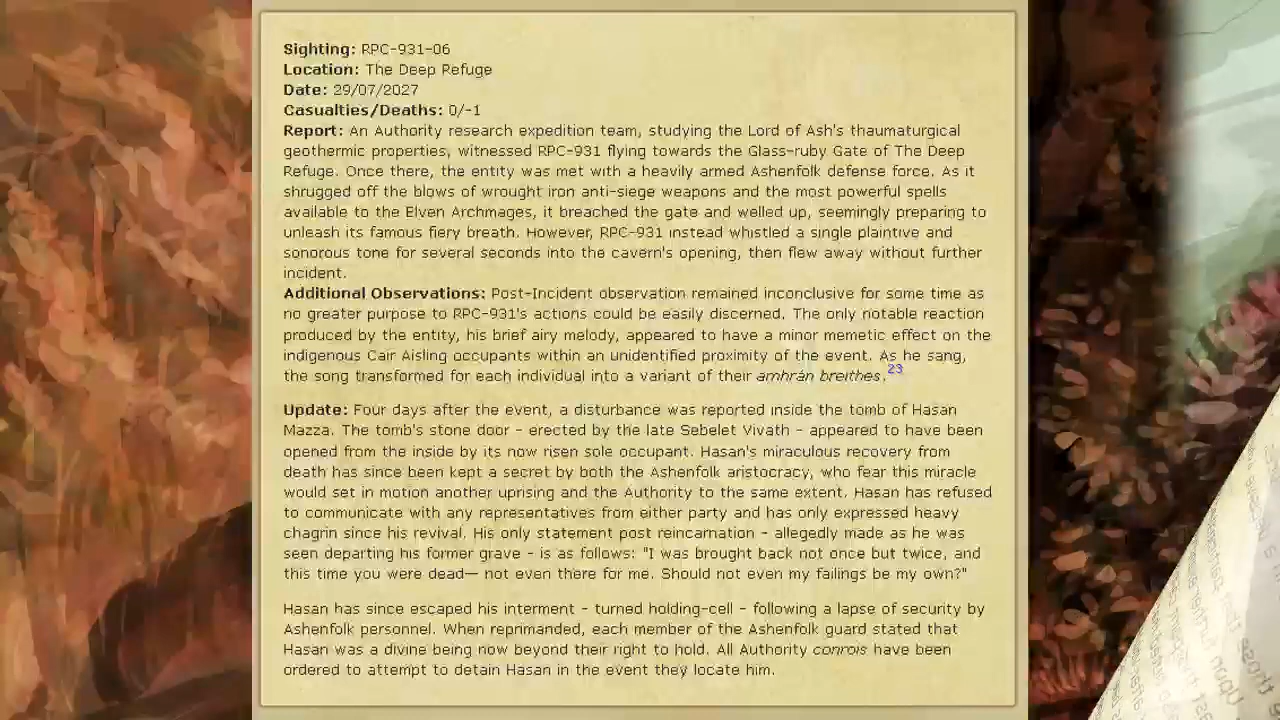 Sighting: RPC-931-06
Location: The Deep Refuge
Date: 29/07/2027
Casualties/Deaths: 0/-1
Report: An Authority research expedition team, studying the Lord of Ash's thaumaturgical
geothermic properties, witnessed RPC-931 flying towards the Glass-ruby Gate of The Deep
Refuge. Once there, the entity was met with a heavily armed Ashenfolk defense force. As it
shrugged off the blows of wrought iron anti-siege weapons and the most powerful spells
available to the Elven Archmages, it breached the gate and welled up, seemingly preparing to
unleash its famous fiery breath. However, RPC-931 instead whistled a single plaintive and
sonorous tone for several seconds into the cavern's opening, then flew away without further
incident.
Additional Observations: Post-Incident observation remained inconclusive for some time as
no greater purpose to RPC-931's actions could be easily discerned. The only notable reaction
produced by the entity, his brief airy melody, appeared to have a minor memetic effect on the
indigenous Cair Aisling occupants within an unidentified proximity of the event. As he sang,
the song transformed for each individual into a variant of their amhrán breithes.23
Update: Four days after the event, a disturbance was reported inside the tomb of Hasan
Mazza. The tomb's stone door - erected by the late Sebelet Vivath - appeared to have been
opened from the inside by its now risen sole occupant. Hasan's miraculous recovery from
death has since been kept a secret by both the Ashenfolk aristocracy, who fear this miracle
would set in motion another uprising and the Authority to the same extent. Hasan has refused
to communicate with any representatives from either party and has only expressed heavy
chagrin since his revival. His only statement post reincarnation - allegedly made as he was
seen departing his former grave - is as follows: "I was brought back not once but twice, and
this time you were dead— not even there for me. Should not even my failings be my own?"
Hasan has since escaped his interment - turned holding-cell - following a lapse of security by
Ashenfolk personnel. When reprimanded, each member of the Ashenfolk guard stated that
Hasan was a divine being now beyond their right to hold. All Authority conrois have been
ordered to attempt to detain Hasan in the event they locate him.